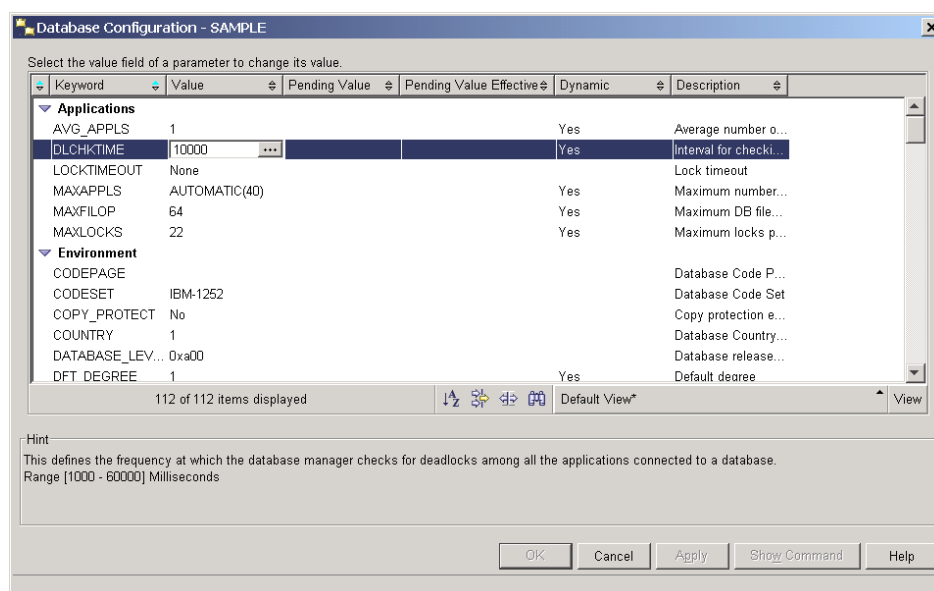 Database Configuration - SAMPLE
Select the value field of a parameter to change its value.
Keyword Value Pending Value Pending Value Effective Dynamic Description
Applications
AVG_APPLS 1 Yes Average number o...
DLCHKTIME 10000 ... Yes Interval for checki...
LOCKTIMEOUT None Lock timeout
MAXAPPLS AUTOMATIC(40) Yes Maximum number...
MAXFILOP 64 Yes Maximum DB file...
MAXLOCKS 22 Yes Maximum locks p...
Environment
CODEPAGE Database Code P...
CODESET IBM-1252 Database Code Set
COPY_PROTECT No Copy protection e...
COUNTRY 1 Database Country...
DATABASE_LEV... 0xa00 Database release...
DFT_DEGREE 1 Yes Default degree
112 of 112 items displayed Default View* View
Hint
This defines the frequency at which the database manager checks for deadlocks among all the applications connected to a database.
Range [1000 - 60000] Milliseconds
OK Cancel Apply Show Command Help